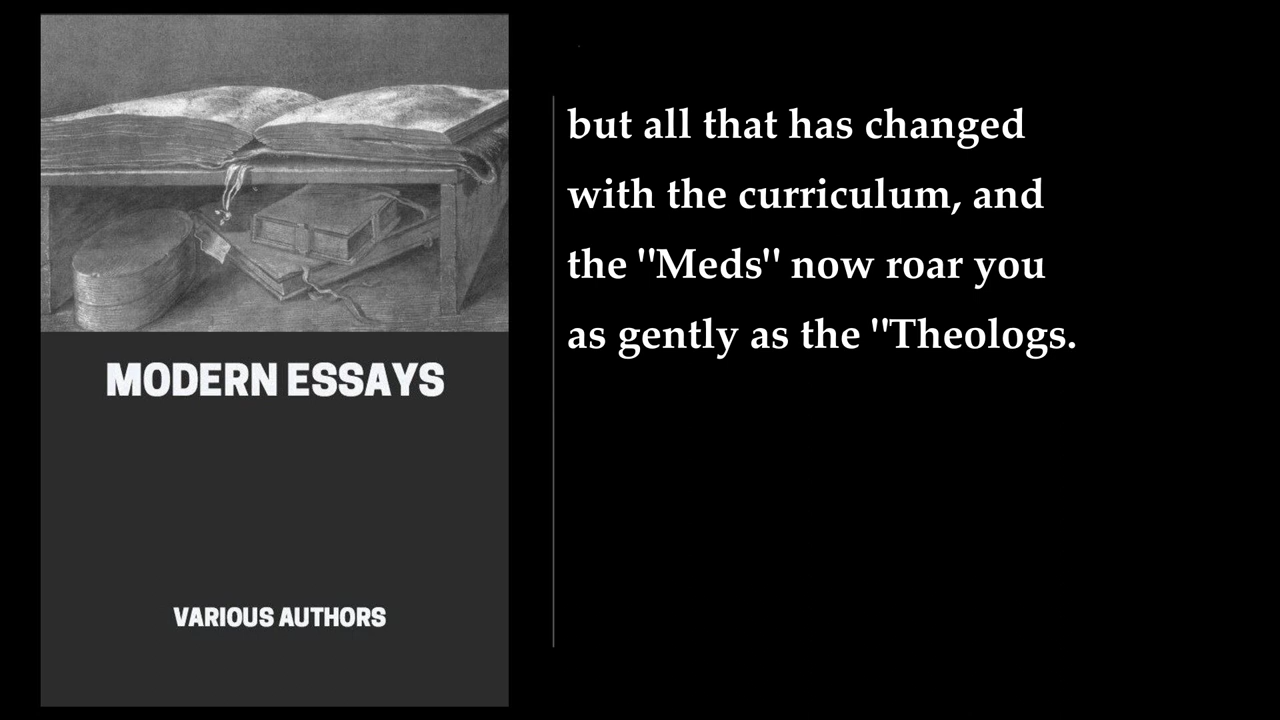 MODERN ESSAYS
VARIOUS AUTHORS
but all that has changed
with the curriculum, and
the "Meds" now roar you
as gently as the "Theologs.